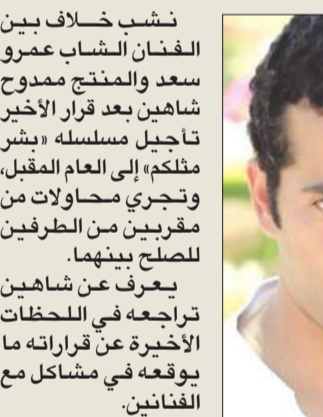 نشب خلاف بين
الفنان الشاب عمرو
سعد والمنتج ممدوح
شاهين بعد قرار الأخير
تأجيل مسلسله «بشر
مثلكم» إلى العام المقبل،
وتجري محاولات من
مقربين من الطرفين
للصلح بينهما.
يعرف عن شاهين
تراجعه في اللحظات
الأخيرة عن قراراته ما
يوقعه في مشاكل مع
الفنانين.